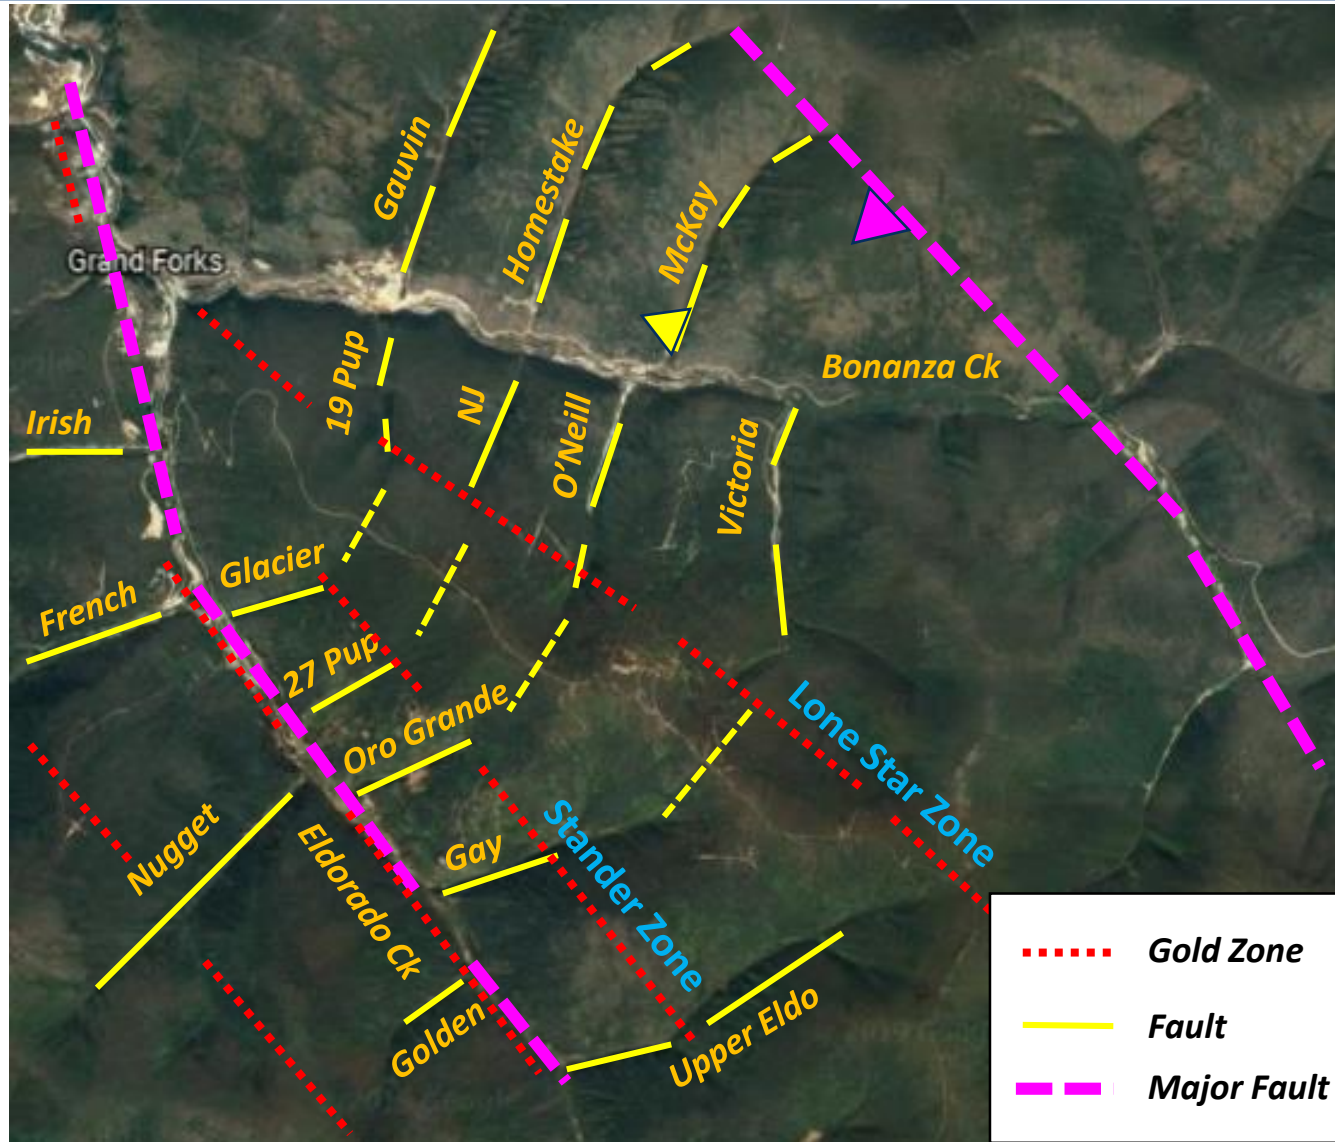 Gauvin
Homestake
McKay
Grand Forks
19 Pup
NJ
O'Neill
Victoria
Bonanza Ck
Irish
Glacier
French
27 Pup
Oro Grande
Lone Star Zone
Nugget
Eldorado Ck
Gay
Stander Zone
Golden
Upper Eldo
Gold Zone
Fault
Major Fault